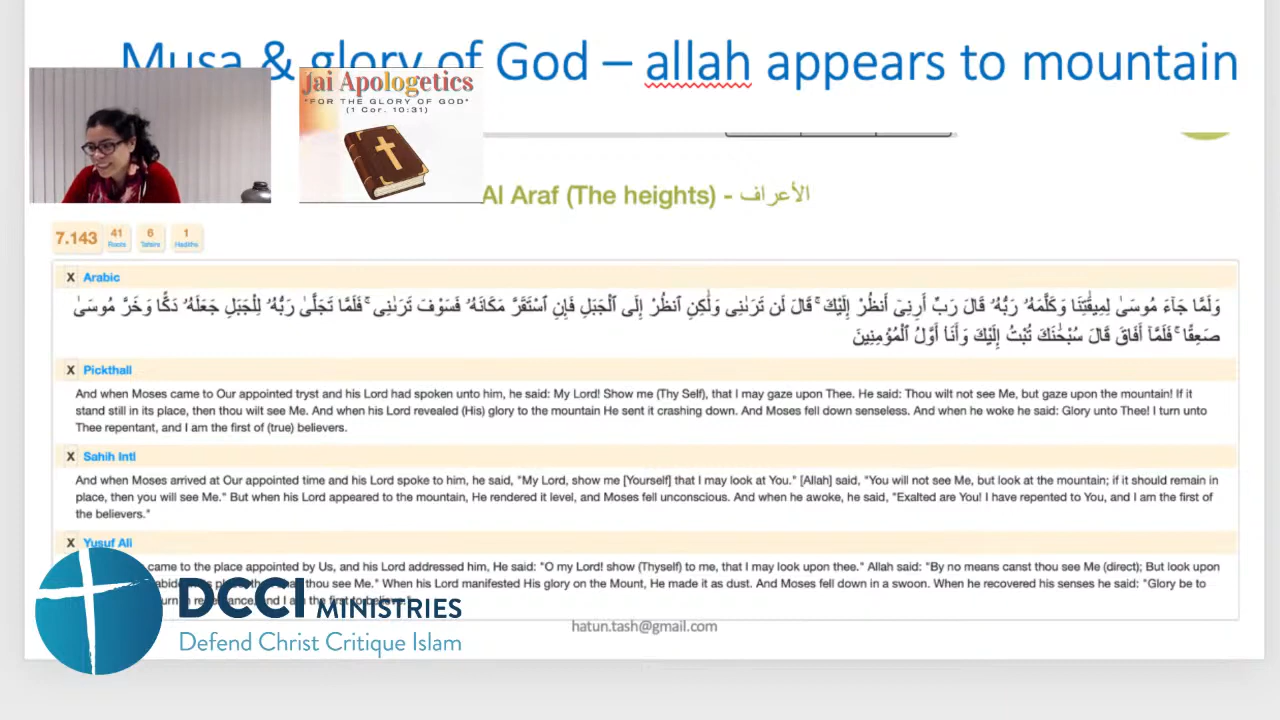 Musa & glory of God – allah appears to mountain
Jai Apologetics
"FOR THE GLORY OF GOD"
(1 Cor. 10:31)
Al Araf (The heights) - الأعراف
7.143
41
Roots
6
Tafsirs
1
Hadiths
X Arabic
وَلَمَّا جَآءَ مُوسَىٰ لِمِيقَٰتِنَا وَكَلَّمَهُۥ رَبُّهُۥ قَالَ رَبِّ أَرِنِىٓ أَنظُرْ إِلَيْكَ ۚ قَالَ لَن تَرَىٰنِى وَلَٰكِنِ ٱنظُرْ إِلَى ٱلْجَبَلِ فَإِنِ ٱسْتَقَرَّ مَكَانَهُۥ فَسَوْفَ تَرَىٰنِى ۚ فَلَمَّا تَجَلَّىٰ رَبُّهُۥ لِلْجَبَلِ جَعَلَهُۥ دَكًّا وَخَرَّ مُوسَىٰ
صَعِقًا ۚ فَلَمَّآ أَفَاقَ قَالَ سُبْحَٰنَكَ تُبْتُ إِلَيْكَ وَأَنَا۠ أَوَّلُ ٱلْمُؤْمِنِينَ
X Pickthall
And when Moses came to Our appointed tryst and his Lord had spoken unto him, he said: My Lord! Show me (Thy Self), that I may gaze upon Thee. He said: Thou wilt not see Me, but gaze upon the mountain! If it
stand still in its place, then thou wilt see Me. And when his Lord revealed (His) glory to the mountain He sent it crashing down. And Moses fell down senseless. And when he woke he said: Glory unto Thee! I turn unto
Thee repentant, and I am the first of (true) believers.
X Sahih Intl
And when Moses arrived at Our appointed time and his Lord spoke to him, he said, "My Lord, show me [Yourself] that I may look at You." [Allah] said, "You will not see Me, but look at the mountain; if it should remain in
place, then you will see Me." But when his Lord appeared to the mountain, He rendered it level, and Moses fell unconscious. And when he awoke, he said, "Exalted are You! I have repented to You, and I am the first of
the believers."
X Yusuf Ali
came to the place appointed by Us, and his Lord addressed him, He said: "O my Lord! show (Thyself) to me, that I may look upon thee." Allah said: "By no means canst thou see Me (direct); But look upon
thou see Me." When his Lord manifested His glory on the Mount, He made it as dust. And Moses fell down in a swoon. When he recovered his senses he said: "Glory be to
and I am the first to believe."
DCCI MINISTRIES
Defend Christ Critique Islam
hatun.tash@gmail.com